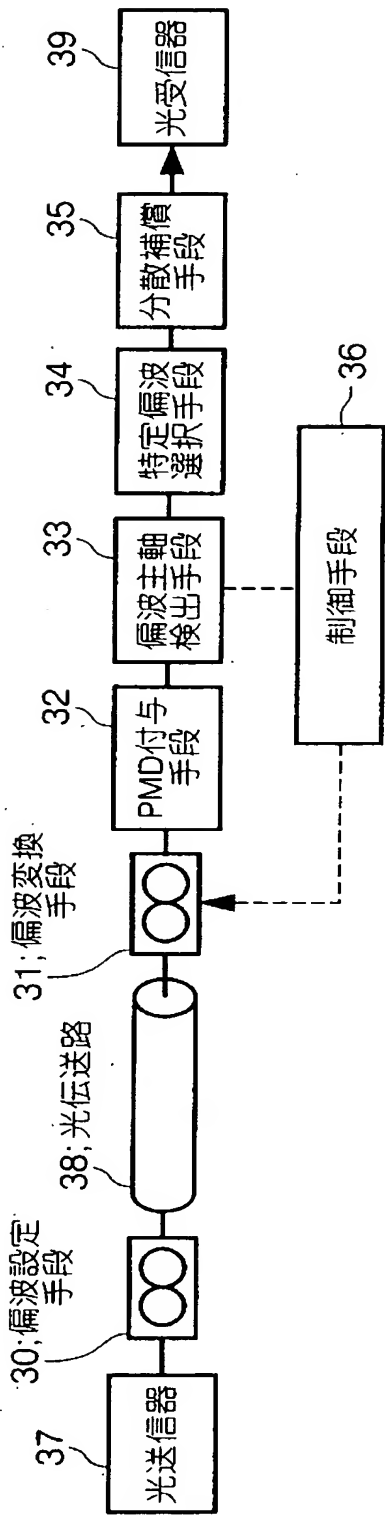 37
光送信器
30;偏波設定
手段
38;光伝送路
31;偏波変換
手段
32
PMD付与
手段
33
偏波主軸
検出手段
34
特定偏波
選択手段
35
分散補償
手段
39
光受信器
36
制御手段